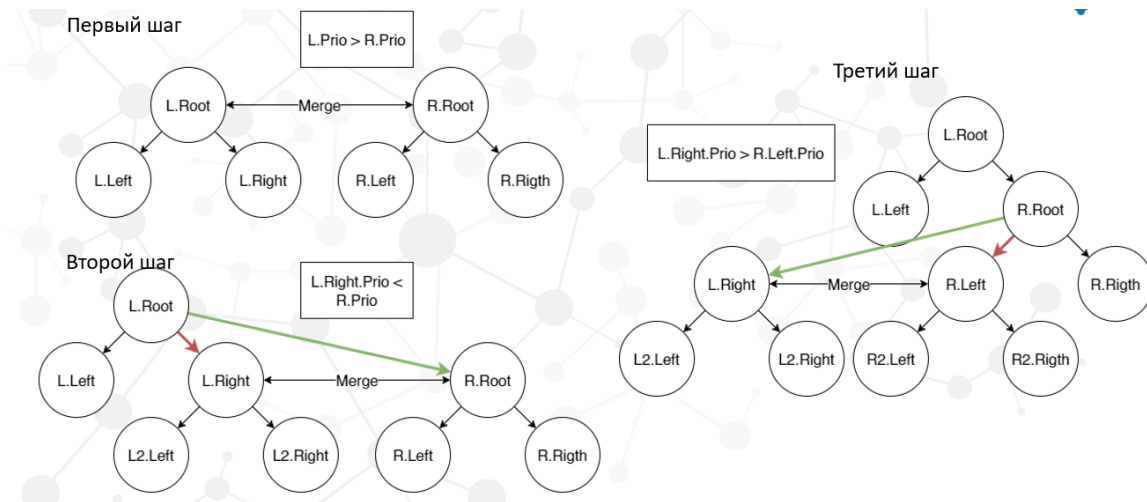 Первый шаг
L.Prio > R.Prio
L.Root
Merge
R.Root
L.Left
L.Right
R.Left
R.Rigth
Второй шаг
L.Right.Prio <
R.Prio
L.Root
L.Left
L.Right
Merge
R.Root
L2.Left
L2.Right
R.Left
R.Rigth
Третий шаг
L.Right.Prio > R.Left.Prio
L.Root
L.Left
R.Root
L.Right
Merge
R.Left
R.Rigth
L2.Left
L2.Right
R2.Left
R2.Rigth